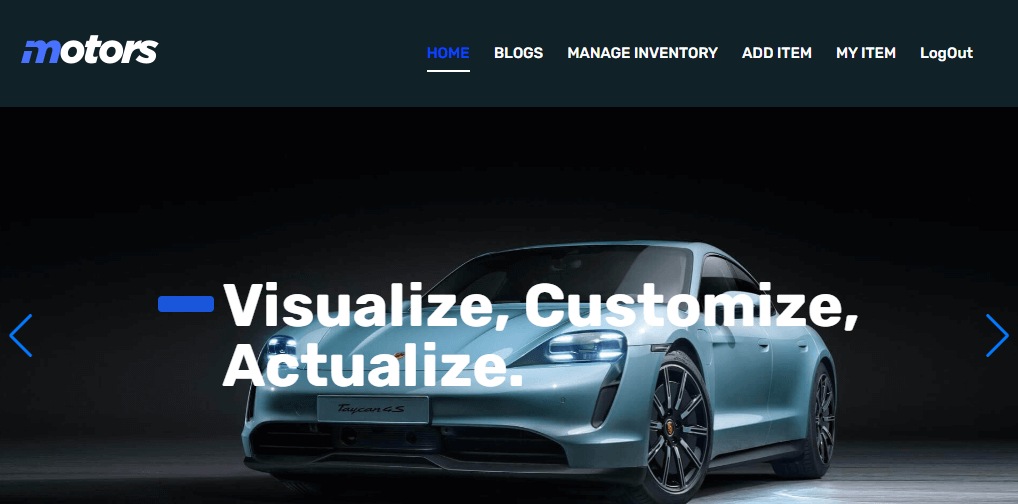 motors
HOME BLOGS MANAGE INVENTORY ADD ITEM MY ITEM LogOut
Visualize, Customize,
Actualize.
Taycan 4S